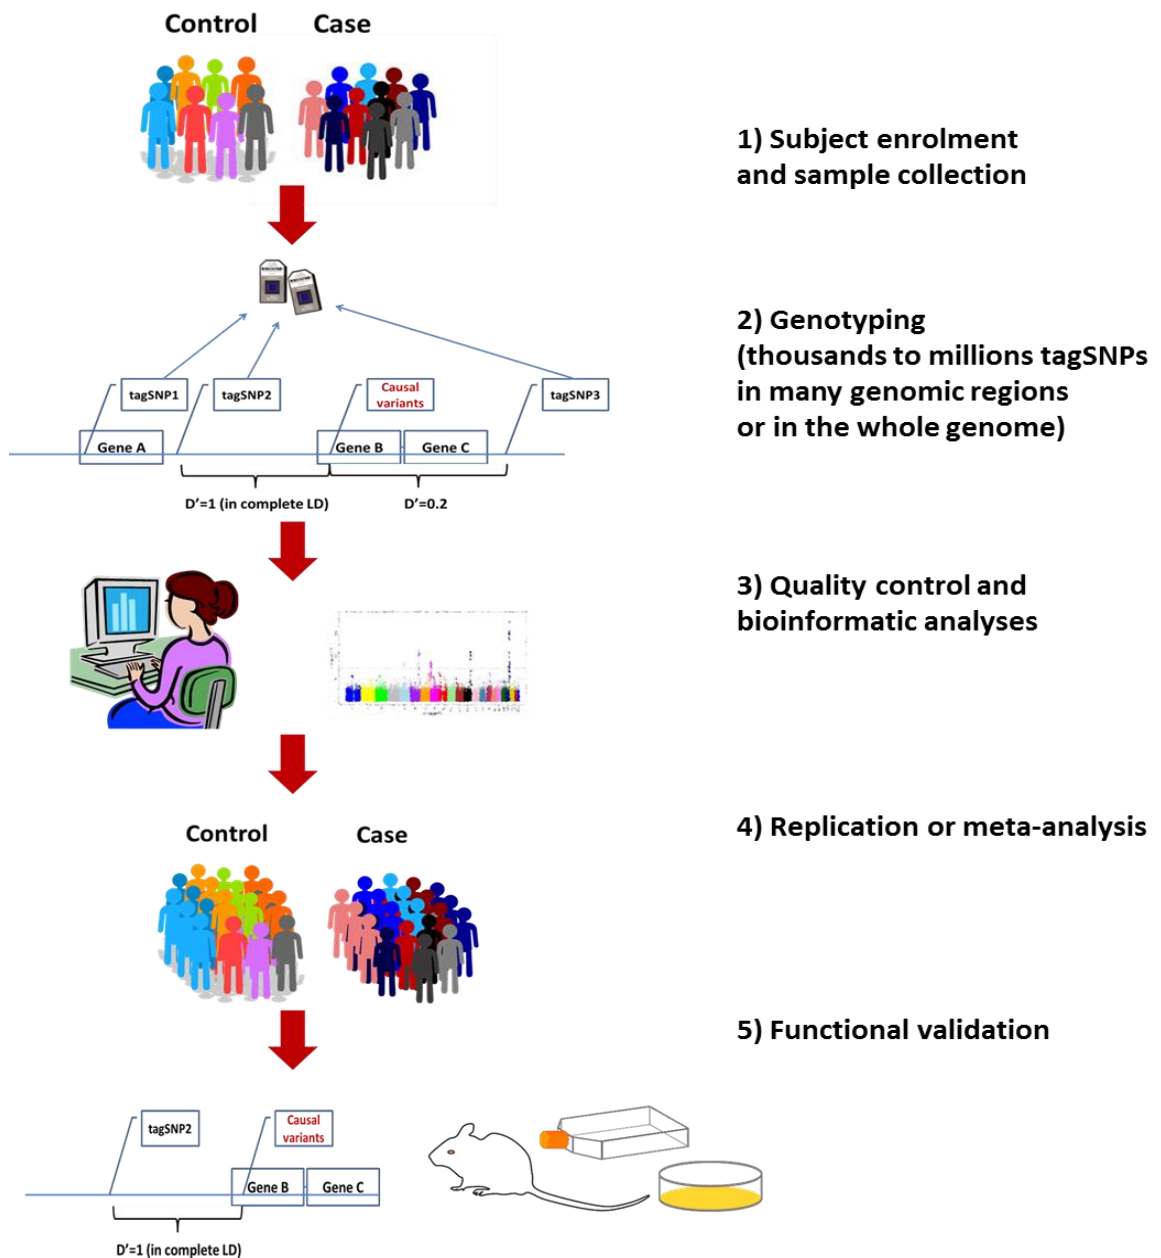 Control Case
1) Subject enrolment
and sample collection
2) Genotyping
(thousands to millions tagSNPs
in many genomic regions
or in the whole genome)
tagSNP1
tagSNP2
Causal
variants
tagSNP3
Gene A
Gene B
Gene C
D'=1 (in complete LD)
D'=0.2
3) Quality control and
bioinformatic analyses
4) Replication or meta-analysis
Control Case
5) Functional validation
tagSNP2
Causal
variants
Gene B
Gene C
D'=1 (in complete LD)